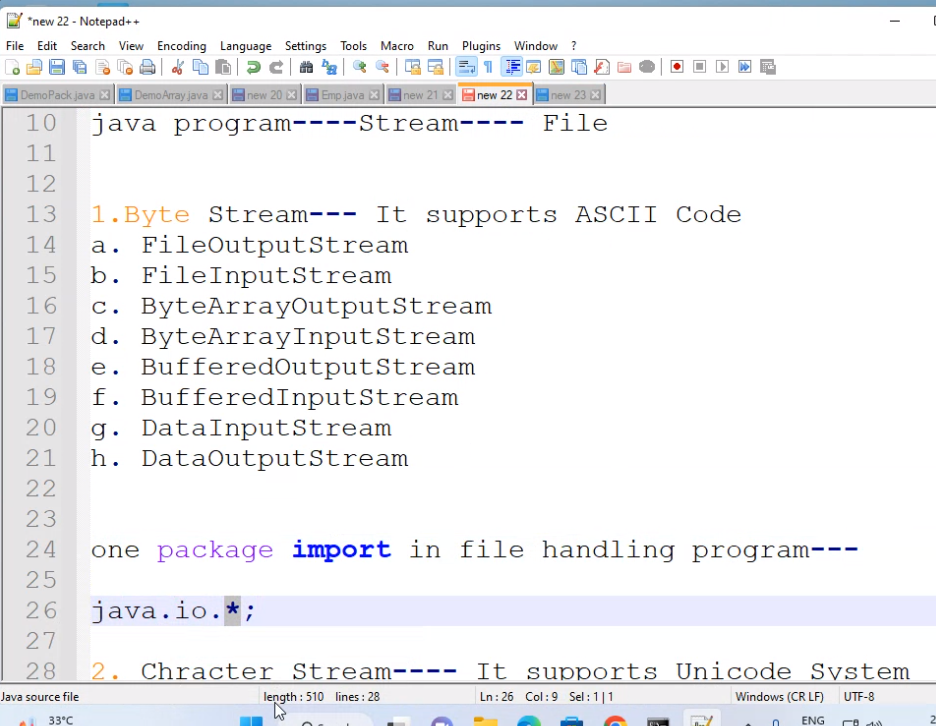 *new 22 - Notepad++
File Edit Search View Encoding Language Settings Tools Macro Run Plugins Window ?
DemoPack.java DemoArray.java new 20 Emp.java new 21 new 22 new 23
10 java program----Stream---- File
11
12
13 1.Byte Stream--- It supports ASCII Code
14 a. FileOutputStream
15 b. FileInputStream
16 c. ByteArrayOutputStream
17 d. ByteArrayInputStream
18 e. BufferedOutputStream
19 f. BufferedInputStream
20 g. DataInputStream
21 h. DataOutputStream
22
23
24 one package import in file handling program---
25
26 java.io.*;
27
28 2. Chracter Stream---- It supports Unicode System
Java source file length : 510 lines : 28 Ln : 26 Col : 9 Sel : 1 | 1 Windows (CR LF) UTF-8
33°C ENG